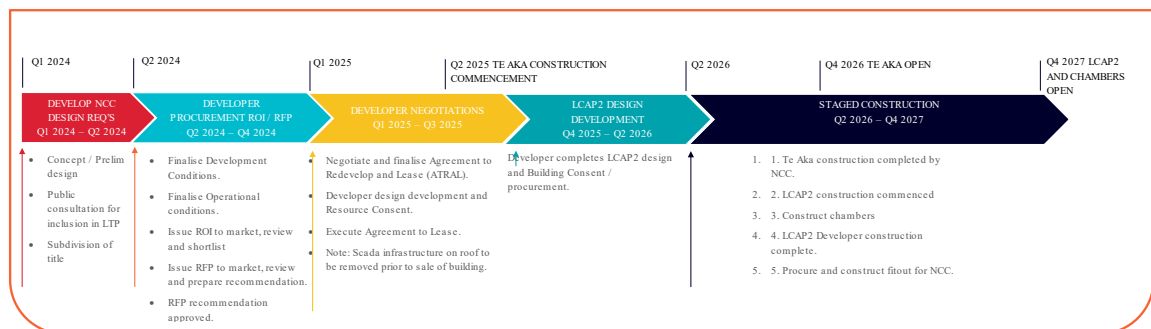 Q1 2024
Q2 2024
Q1 2025
Q2 2025 TE AKA CONSTRUCTION
COMMENCEMENT
Q2 2026
Q4 2026 TE AKA OPEN
Q4 2027 LCAP2
AND CHAMBERS
OPEN
DEVELOP NCC
DESIGN REQ'S
Q1 2024 – Q2 2024
DEVELOPER
PROCUREMENT ROI / RFP
Q2 2024 – Q4 2024
DEVELOPER NEGOTIATIONS
Q1 2025 – Q3 2025
LCAP2 DESIGN
DEVELOPMENT
Q4 2025 – Q2 2026
STAGED CONSTRUCTION
Q2 2026 – Q4 2027
• Concept / Prelim
design
• Public
consultation for
inclusion in LTP
• Subdivision of
title
• Finalise Development
Conditions.
• Finalise Operational
conditions.
• Issue ROI to market, review
and shortlist
• Issue RFP to market, review
and prepare recommendation.
• RFP recommendation
approved.
• Negotiate and finalise Agreement to
Redevelop and Lease (ATRAL).
• Developer design development and
Resource Consent.
• Execute Agreement to Lease.
• Note: Scada infrastructure on roof to
be removed prior to sale of building.
Developer completes LCAP2 design
and Building Consent /
procurement.
1. 1. Te Aka construction completed by
NCC.
2. 2. LCAP2 construction commenced
3. 3. Construct chambers
4. 4. LCAP2 Developer construction
complete.
5. 5. Procure and construct fitout for NCC.